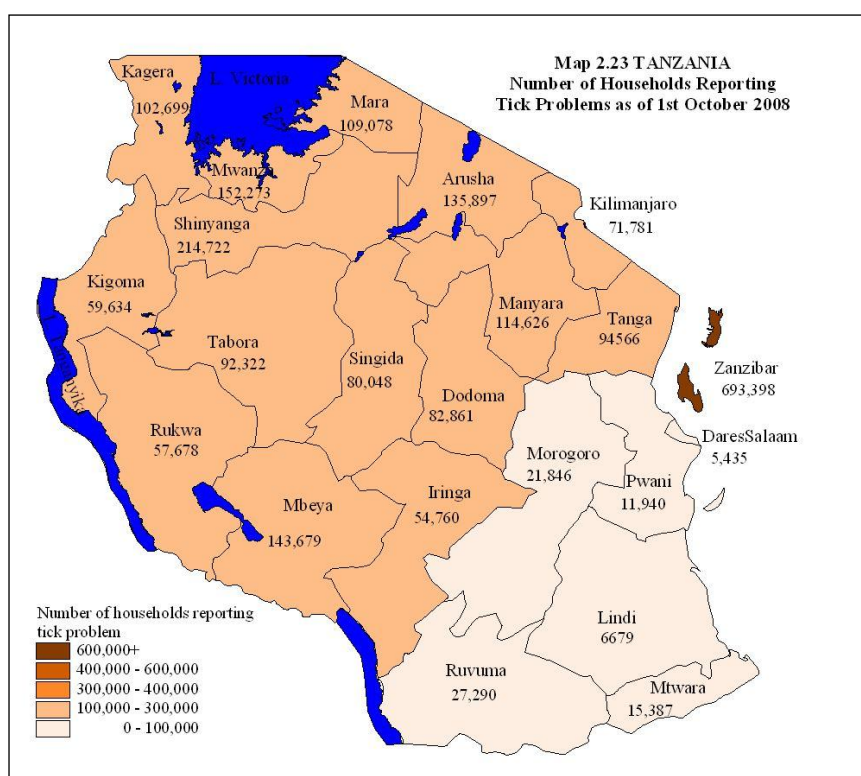 Map 2.23 TANZANIA
Number of Households Reporting
Tick Problems as of 1st October 2008
Kagera
102,699
L. Victoria
Mara
109,078
Mwanza
152,273
Arusha
135,897
Kilimanjaro
71,781
Shinyanga
214,722
Kigoma
59,634
Manyara
114,626
Tanga
94566
Tabora
92,322
Singida
80,048
Zanzibar
693,398
Dodoma
82,861
Rukwa
57,678
DaresSalaam
5,435
Morogoro
21,846
Pwani
11,940
Iringa
54,760
Mbeya
143,679
Lindi
6679
Ruvuma
27,290
Mtwara
15,387
Number of households reporting
tick problem
600,000+
400,000 - 600,000
300,000 - 400,000
100,000 - 300,000
0 - 100,000